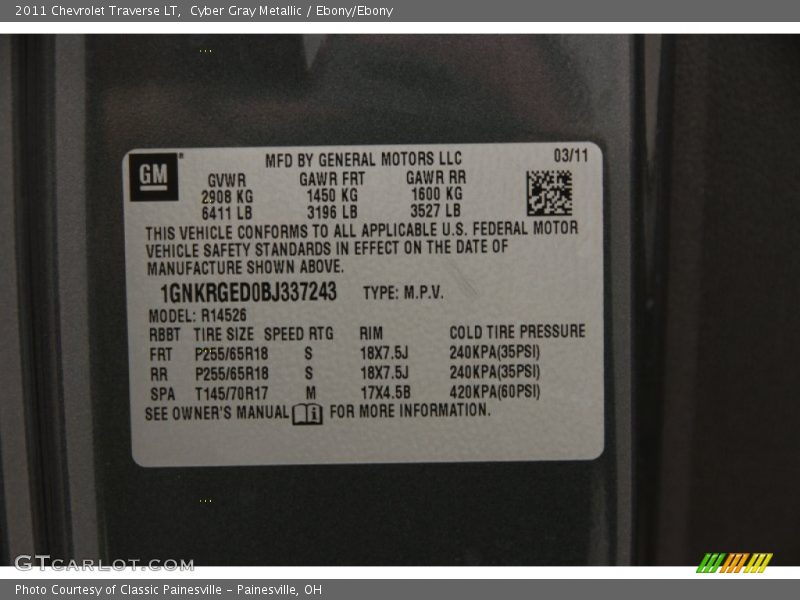 2011 Chevrolet Traverse LT, Cyber Gray Metallic / Ebony/Ebony
GM
MFD BY GENERAL MOTORS LLC 03/11
GVWR GAWR FRT GAWR RR
2908 KG 1450 KG 1600 KG
6411 LB 3196 LB 3527 LB
THIS VEHICLE CONFORMS TO ALL APPLICABLE U.S. FEDERAL MOTOR
VEHICLE SAFETY STANDARDS IN EFFECT ON THE DATE OF
MANUFACTURE SHOWN ABOVE.
1GNKRGED0BJ337243 TYPE: M.P.V.
MODEL: R14526
RBBT TIRE SIZE SPEED RTG RIM COLD TIRE PRESSURE
FRT P255/65R18 S 18X7.5J 240KPA(35PSI)
RR P255/65R18 S 18X7.5J 240KPA(35PSI)
SPA T145/70R17 M 17X4.5B 420KPA(60PSI)
SEE OWNER'S MANUAL FOR MORE INFORMATION.
GTCARLOT.COM
Photo Courtesy of Classic Painesville - Painesville, OH